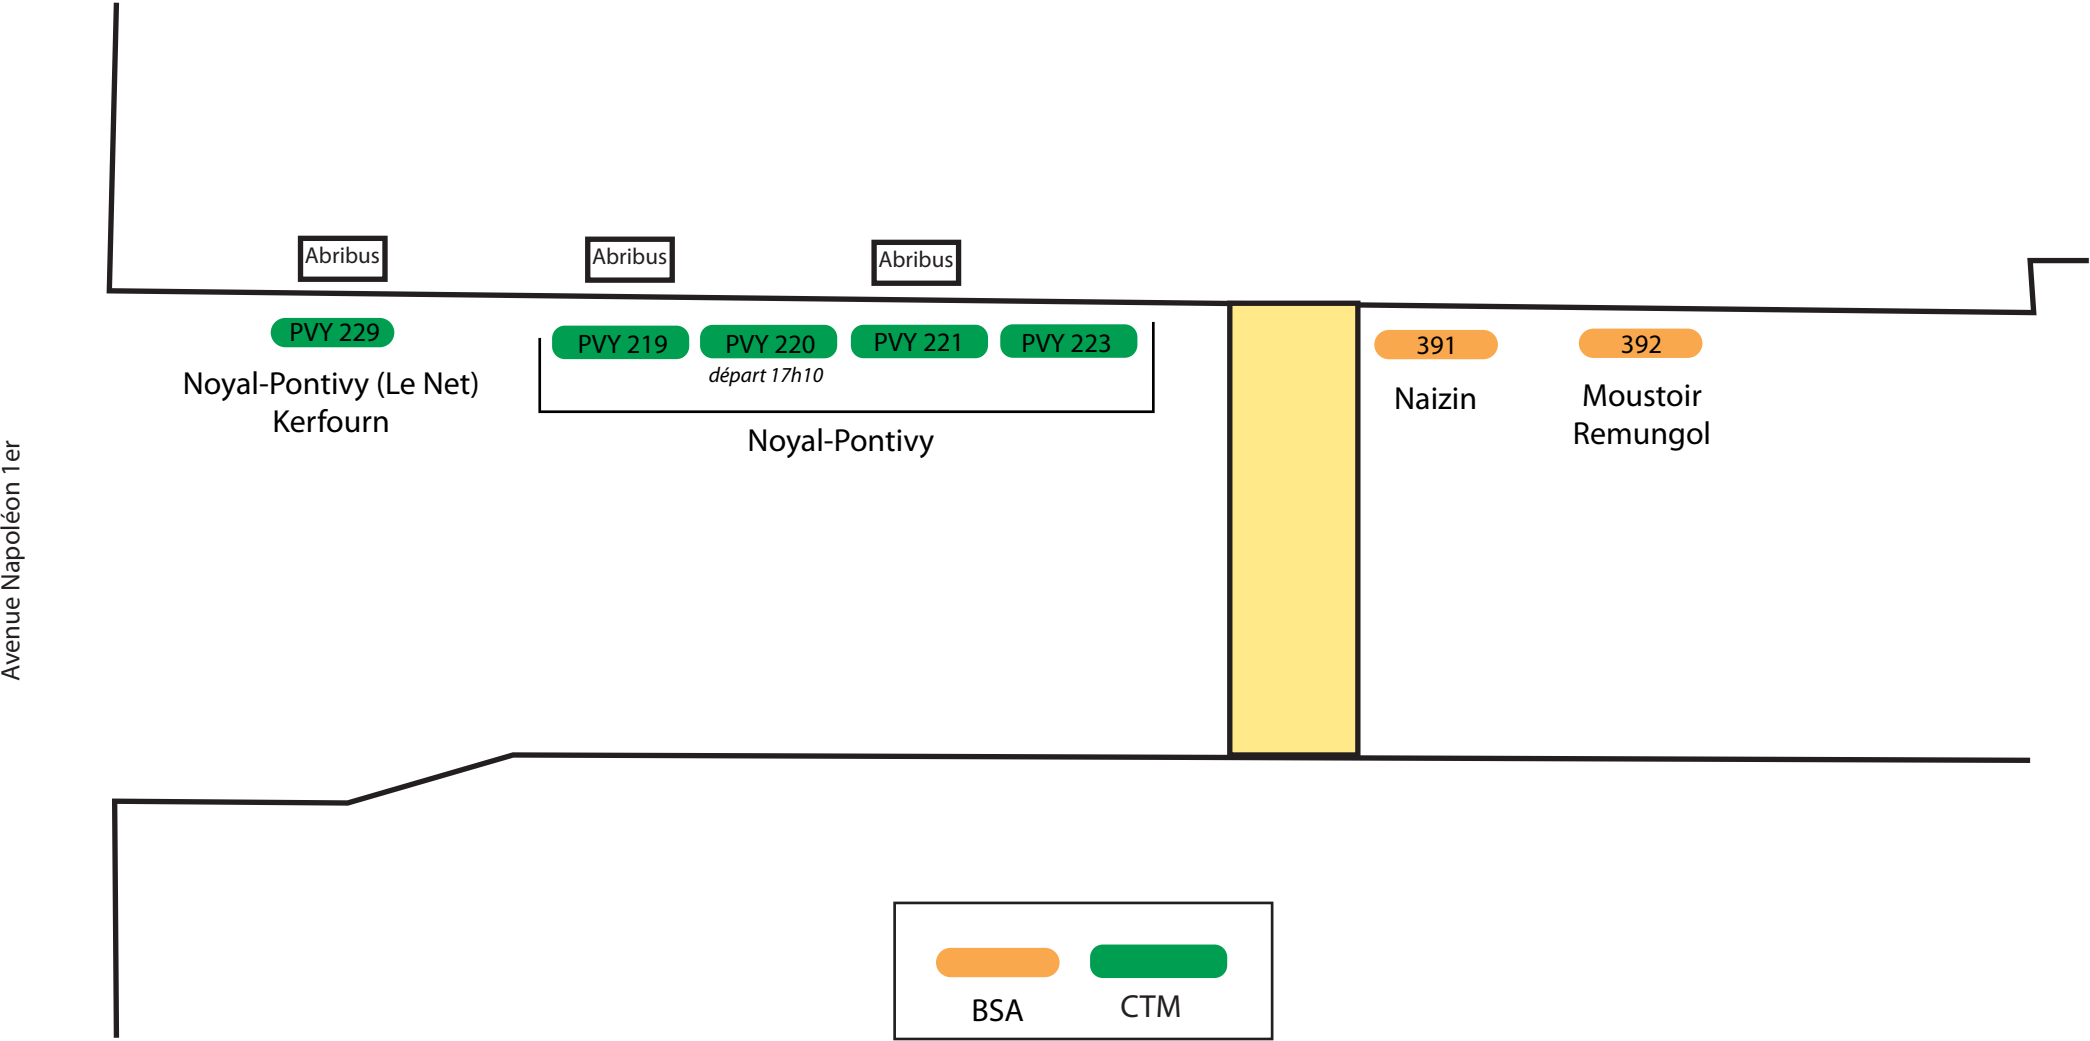 Abribus
Abribus
Abribus
PVY 229
PVY 219
PVY 220
PVY 221
PVY 223
391
392
départ 17h10
Noyal-Pontivy (Le Net)
Kerfourn
Noyal-Pontivy
Naizin
Moustoir
Remungol
Avenue Napoléon 1er
BSA
CTM